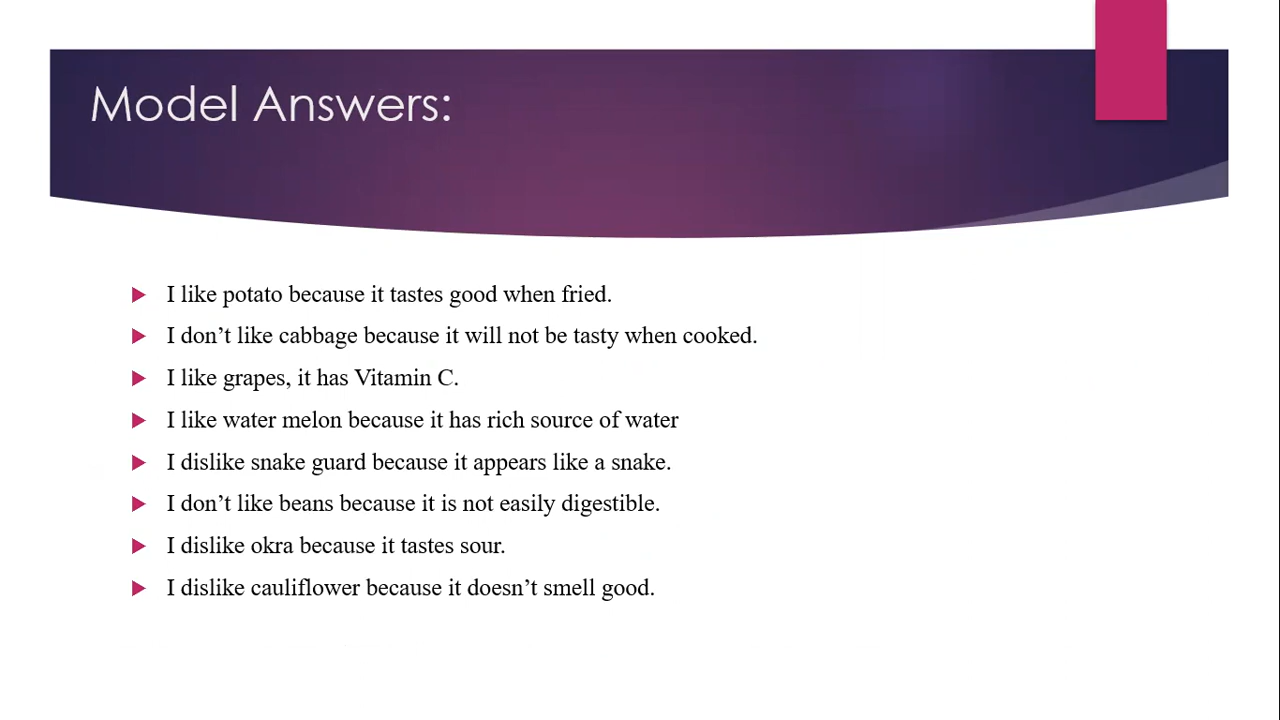 Model Answers:
I like potato because it tastes good when fried.
I don’t like cabbage because it will not be tasty when cooked.
I like grapes, it has Vitamin C.
I like water melon because it has rich source of water
I dislike snake guard because it appears like a snake.
I don’t like beans because it is not easily digestible.
I dislike okra because it tastes sour.
I dislike cauliflower because it doesn’t smell good.